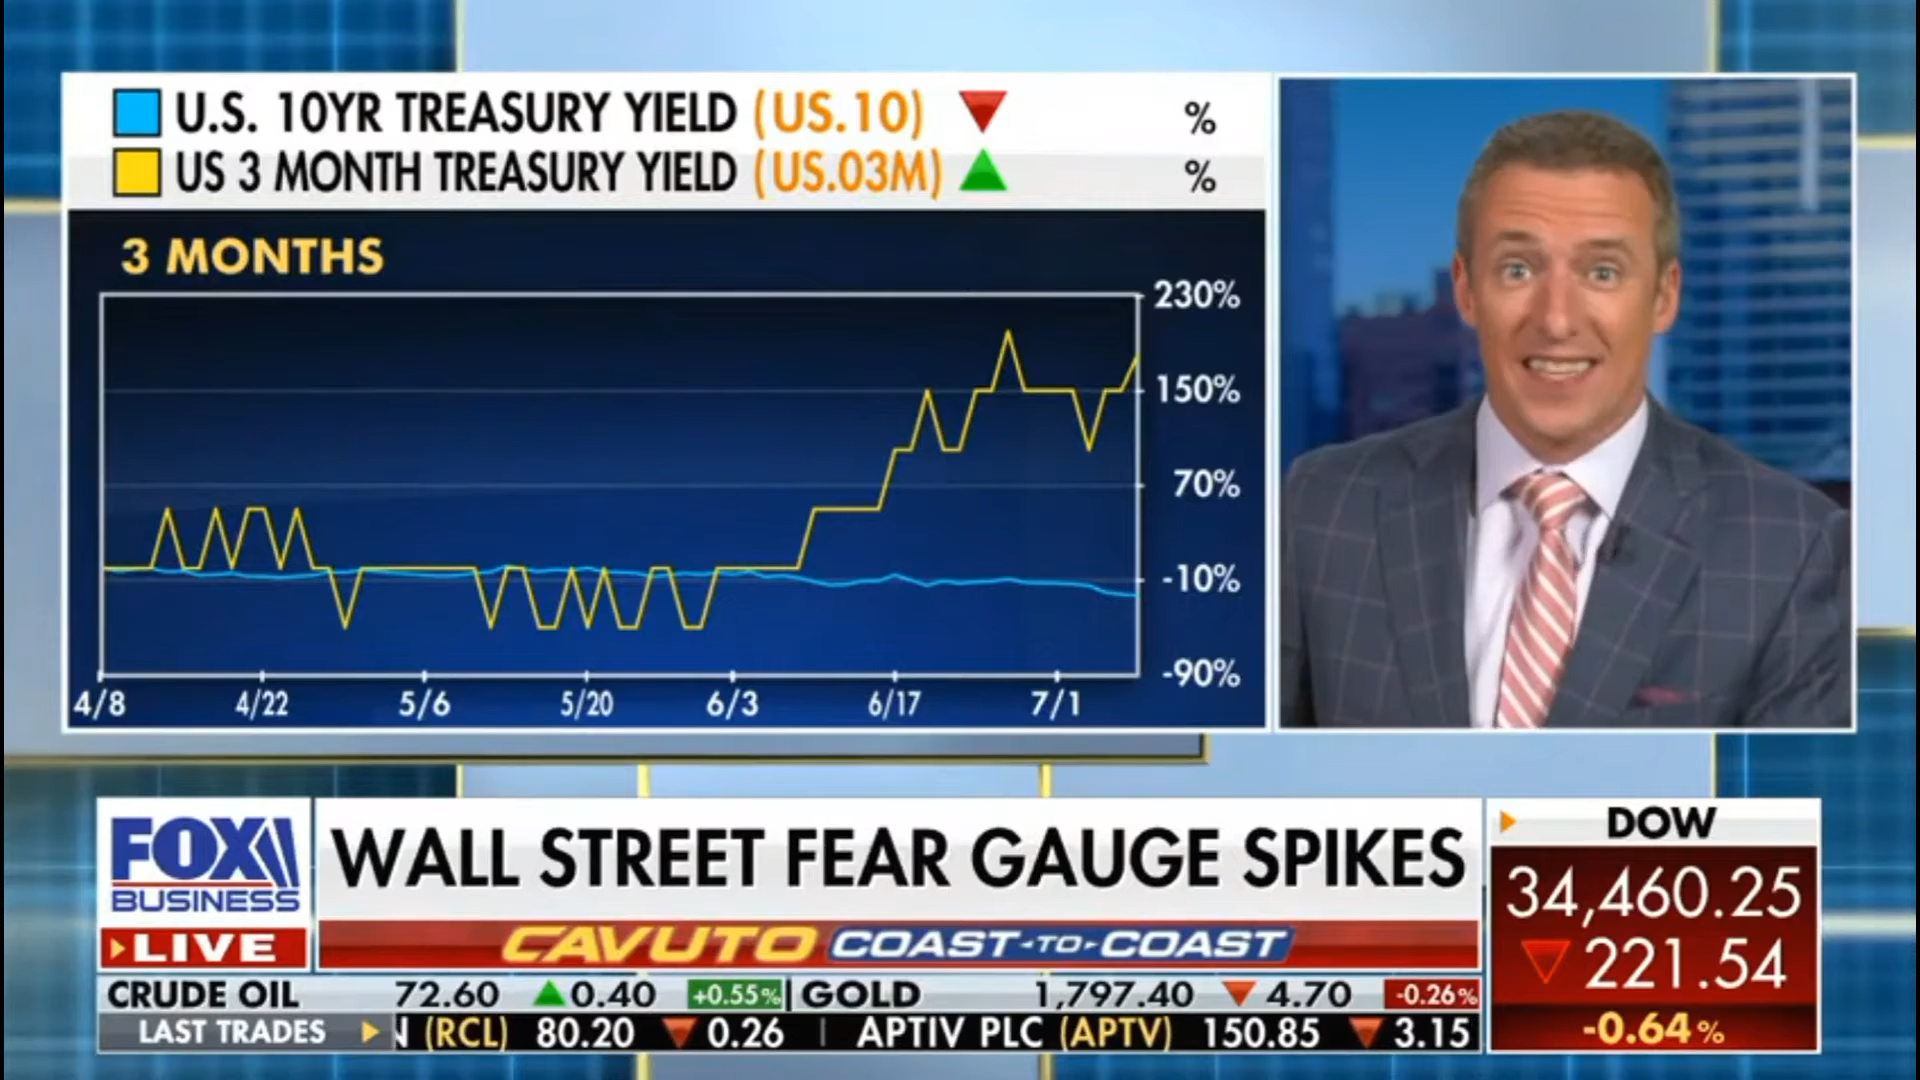 U.S. 10YR TREASURY YIELD (US.10) ▼ %
US 3 MONTH TREASURY YIELD (US.03M) ▲ %
3 MONTHS
230%
150%
70%
-10%
-90%
4/8 4/22 5/6 5/20 6/3 6/17 7/1
FOX BUSINESS
LIVE
WALL STREET FEAR GAUGE SPIKES
CAVUTO COAST-TO-COAST
CRUDE OIL 72.60 ▲ 0.40 +0.55% | GOLD 1,797.40 ▼ 4.70 -0.26%
LAST TRADES N (RCL) 80.20 ▼ 0.26 | APTIV PLC (APTV) 150.85 ▼ 3.15
DOW
34,460.25
▼ 221.54
-0.64%